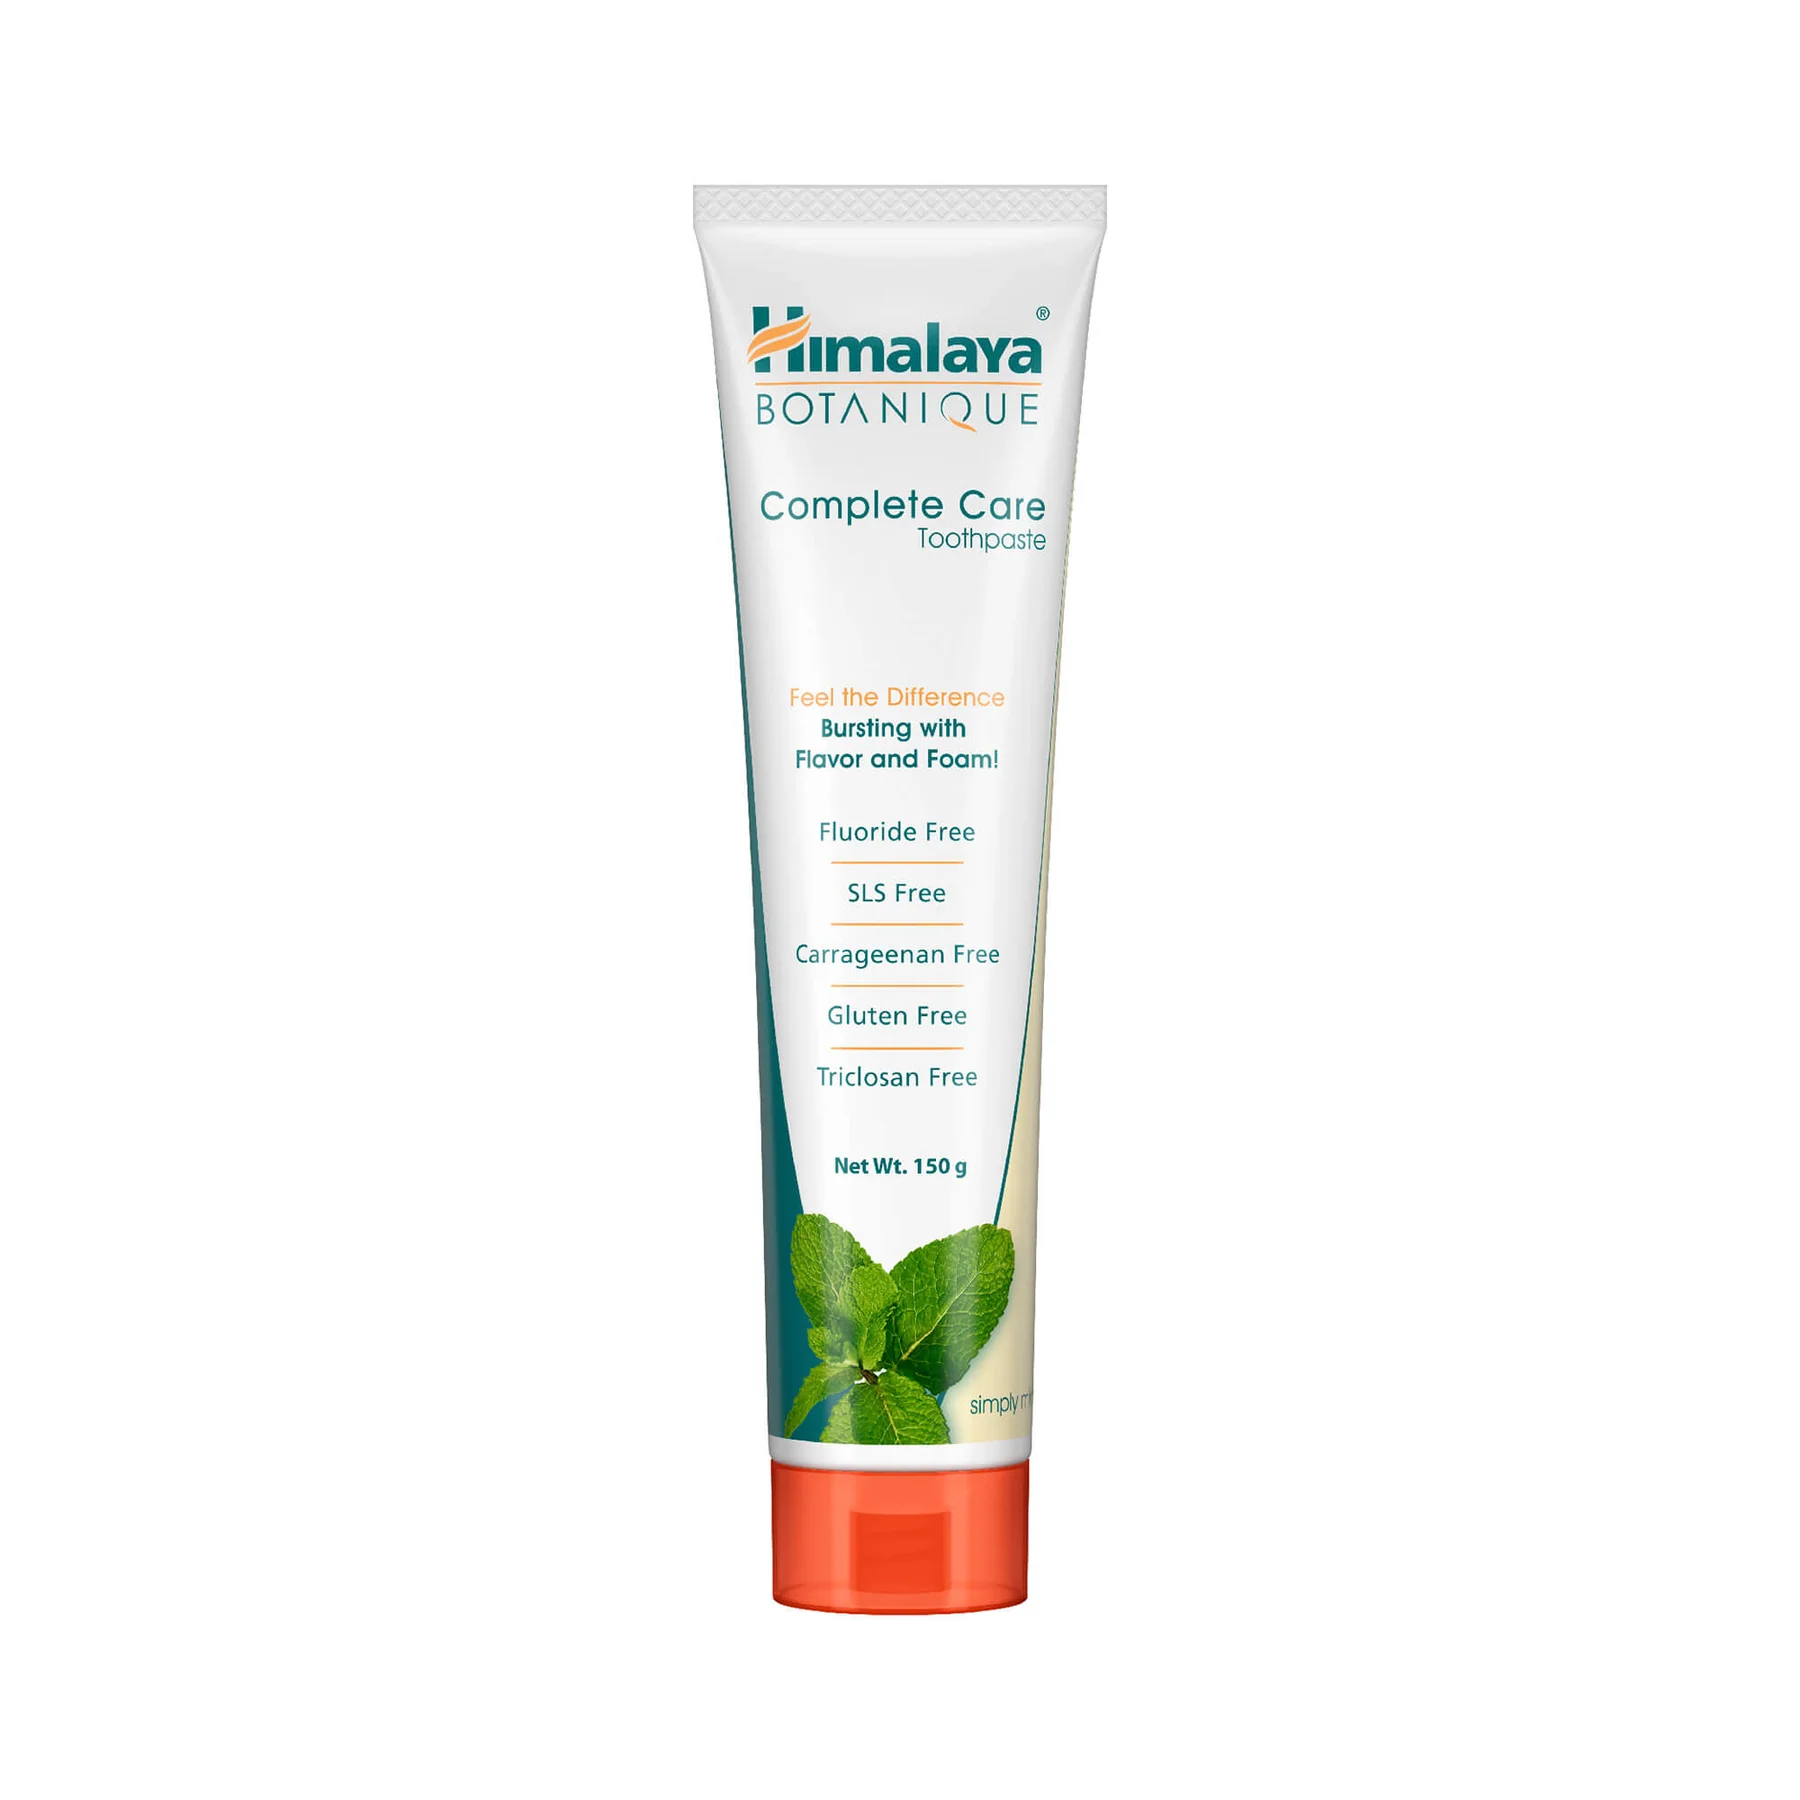 Himalaya®
BOTANIQUE
Complete Care
Toothpaste
Feel the Difference
Bursting with
Flavor and Foam!
Fluoride Free
SLS Free
Carrageenan Free
Gluten Free
Triclosan Free
Net Wt. 150 g
simply